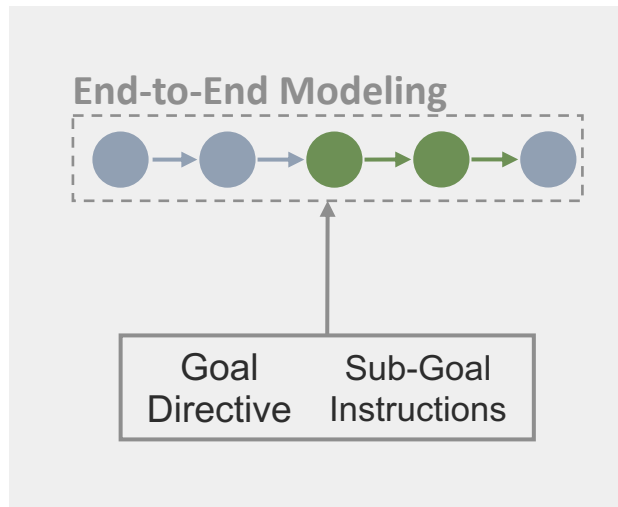 End-to-End Modeling
Goal
Directive
Sub-Goal
Instructions